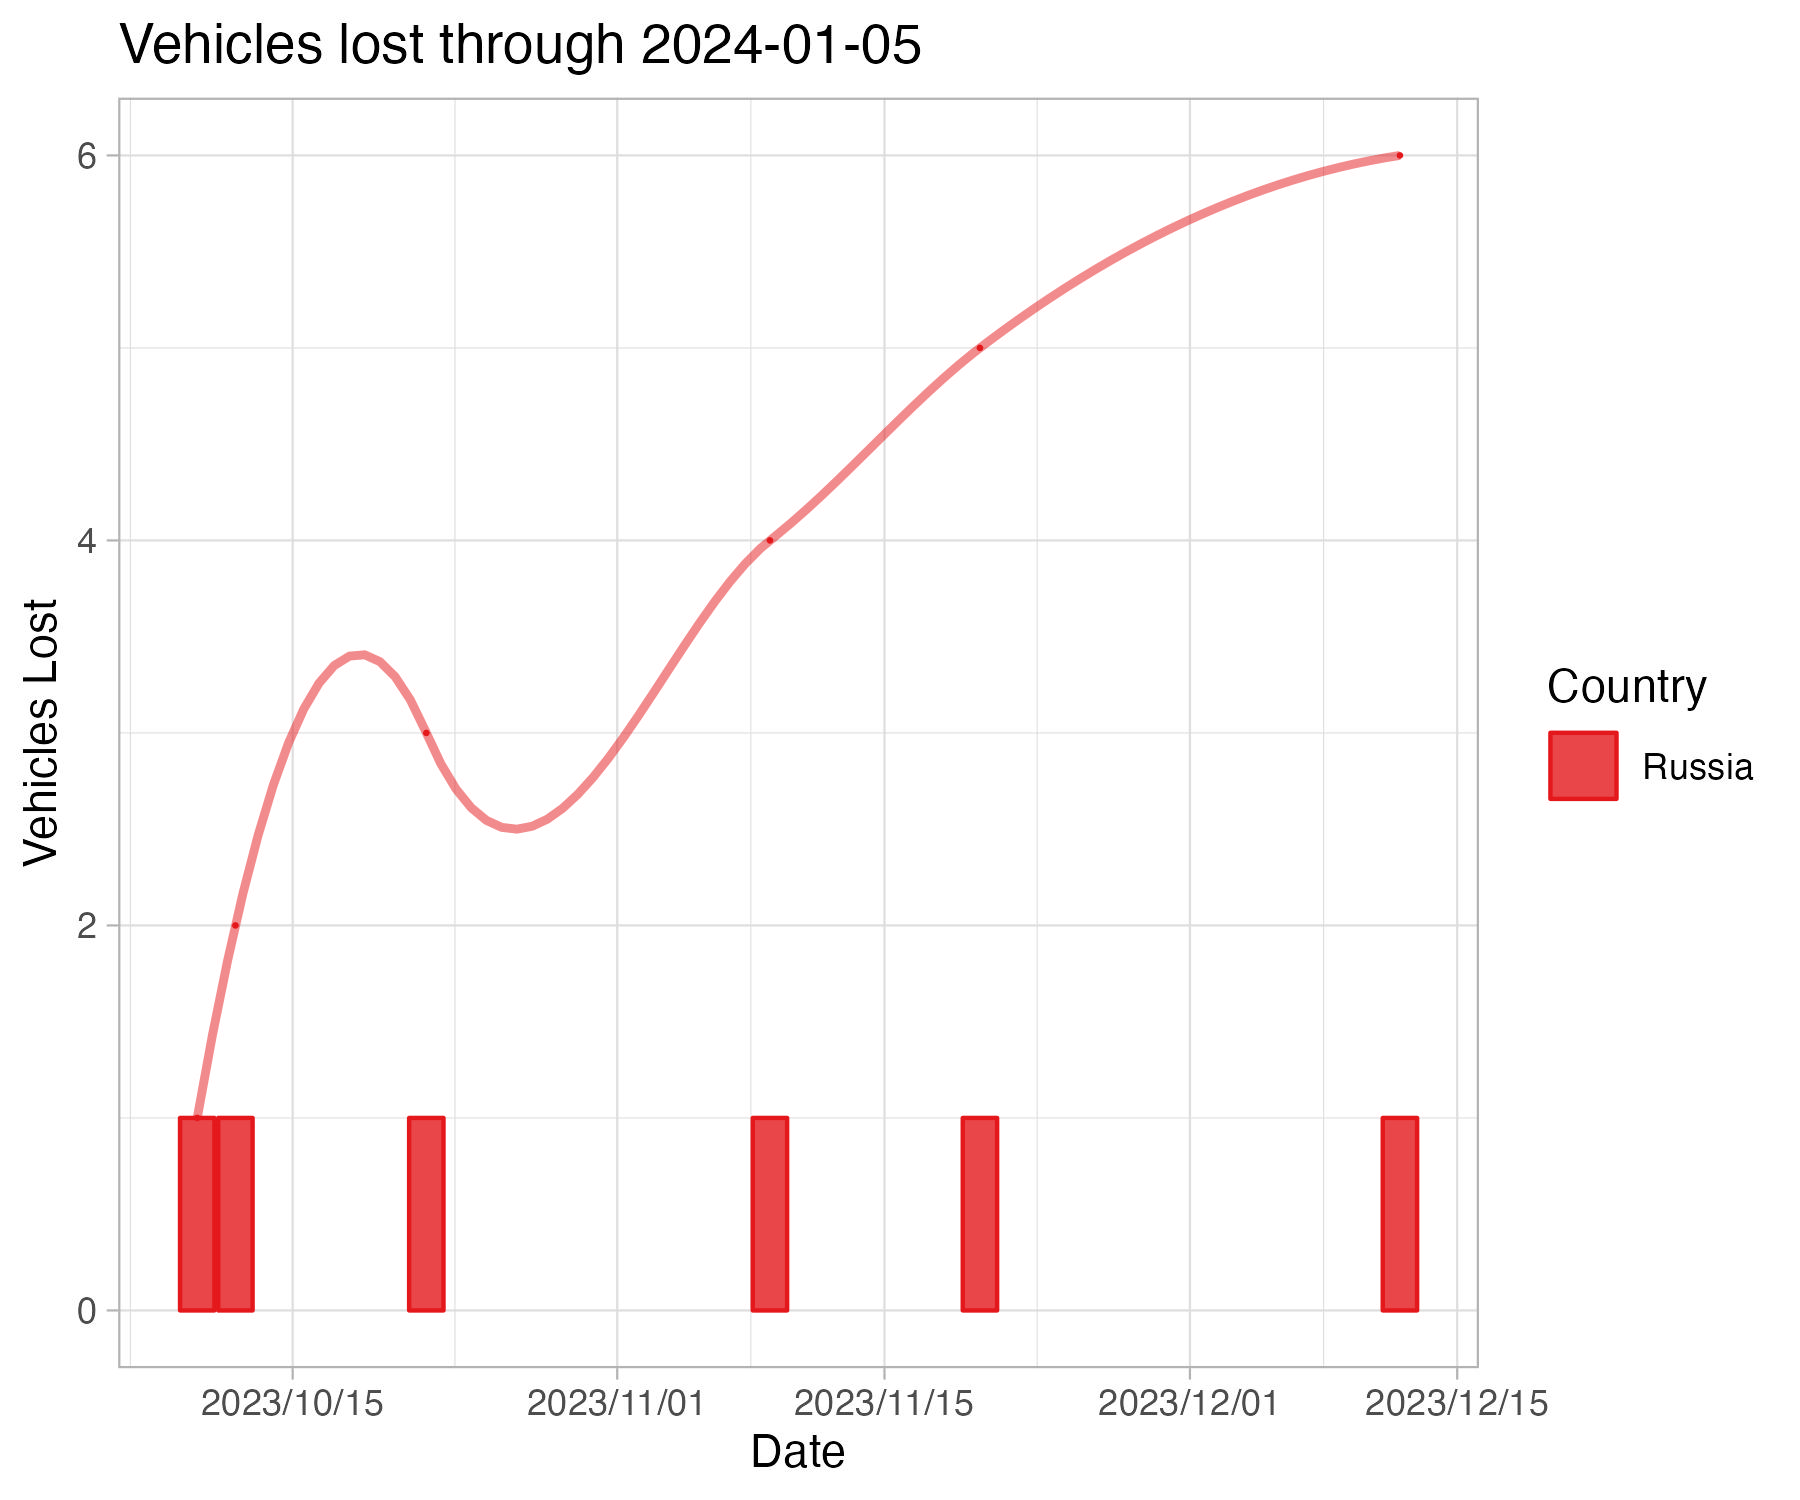 Vehicles lost through 2024-01-05
Vehicles Lost
6
4
2
0
2023/10/15
2023/11/01
2023/11/15
2023/12/01
2023/12/15
Date
Country
Russia